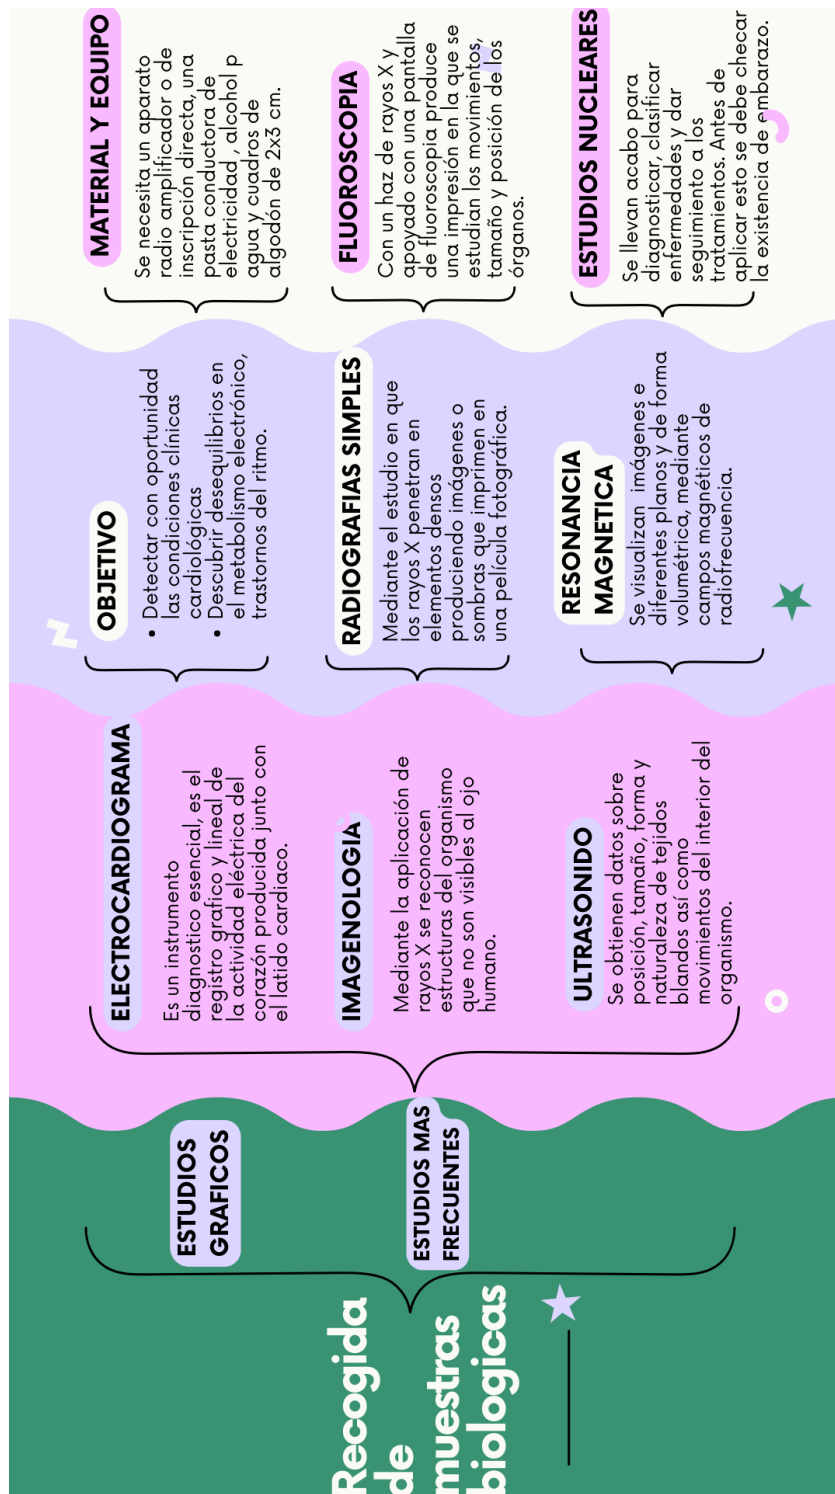 Recogida
de
muestras
biologicas
ESTUDIOS
GRAFICOS
ESTUDIOS MAS
FRECUENTES
ELECTROCARDIOGRAMA
Es un instrumento
diagnostico esencial, es el
registro grafico y lineal de
la actividad eléctrica del
corazón producida junto con
el latido cardiaco.
OBJETIVO
• Detectar con oportunidad
las condiciones clínicas
cardiológicas
• Descubrir desequilibrios en
el metabolismo electrónico,
trastornos del ritmo.
MATERIAL Y EQUIPO
Se necesita un aparato
radio amplificador o de
inscripción directa, una
pasta conductora de
electricidad , alcohol p
agua y cuadros de
algodón de 2x3 cm.
IMAGENOLOGIA
Mediante la aplicación de
rayos X se reconocen
estructuras del organismo
que no son visibles al ojo
humano.
RADIOGRAFIAS SIMPLES
Mediante el estudio en que
los rayos X penetran en
elementos densos
produciendo imágenes o
sombras que imprimen en
una película fotográfica.
FLUOROSCOPIA
Con un haz de rayos X y
apoyado con una pantalla
de fluoroscopia produce
una impresión en la que se
estudian los movimientos,
tamaño y posición de los
órganos.
ULTRASONIDO
Se obtienen datos sobre
posición, tamaño, forma y
naturaleza de tejidos
blandos así como
movimientos del interior del
organismo.
RESONANCIA
MAGNETICA
Se visualizan imágenes e
diferentes planos y de forma
volumétrica, mediante
campos magnéticos de
radiofrecuencia.
ESTUDIOS NUCLEARES
Se llevan acabo para
diagnosticar, clasificar
enfermedades y dar
seguimiento a los
tratamientos. Antes de
aplicar esto se debe checar
la existencia de embarazo.